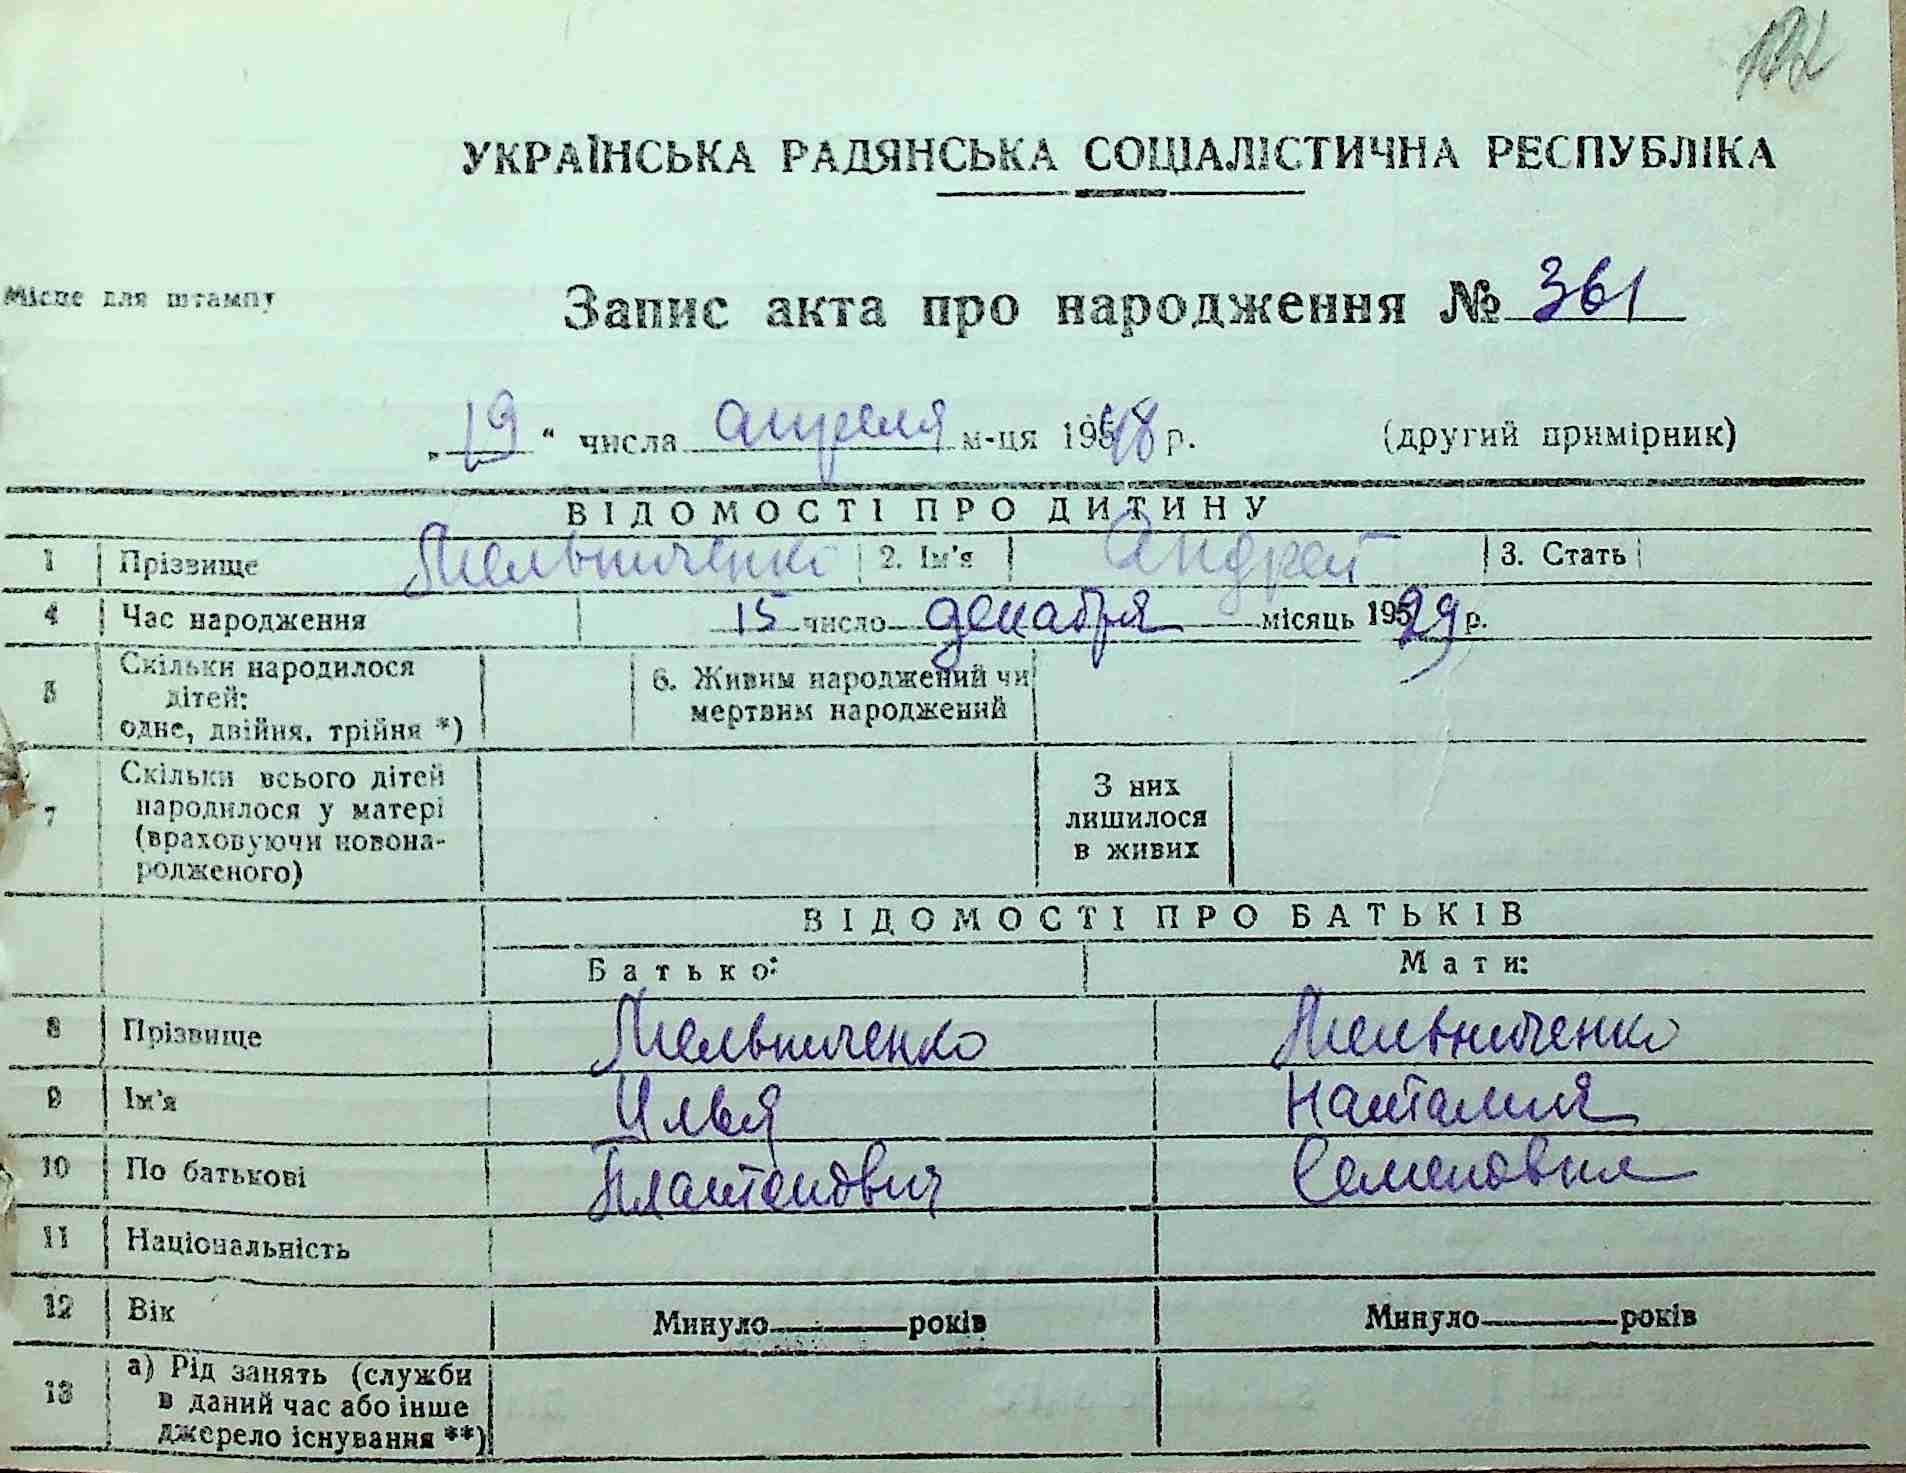 УКРАЇНСЬКА РАДЯНСЬКА СОЦІАЛІСТИЧНА РЕСПУБЛІКА
Місце для штампу
Запис акта про народження № 361
„19“ числа апреля м-ця 1948 р. (другий примірник)
ВІДОМОСТІ ПРО ДИТИНУ
1 Прізвище Мельниченко 2. Ім'я Андрей 3. Стать
4 Час народження 15 число декабря місяць 1929 р.
5 Скільки народилося дітей: одне, двійня, трійня *) 6. Живим народжений чи мертвим народжений
7 Скільки всього дітей народилося у матері (враховуючи новонародженого) З них лишилося в живих
ВІДОМОСТІ ПРО БАТЬКІВ
Батько: Мати:
8 Прізвище Мельниченко Мельниченко
9 Ім'я Илья Наталия
10 По батькові Платонович Семеновна
11 Національність
12 Вік Минуло років Минуло років
13 а) Рід занять (служби в даний час або інше джерело існування **)